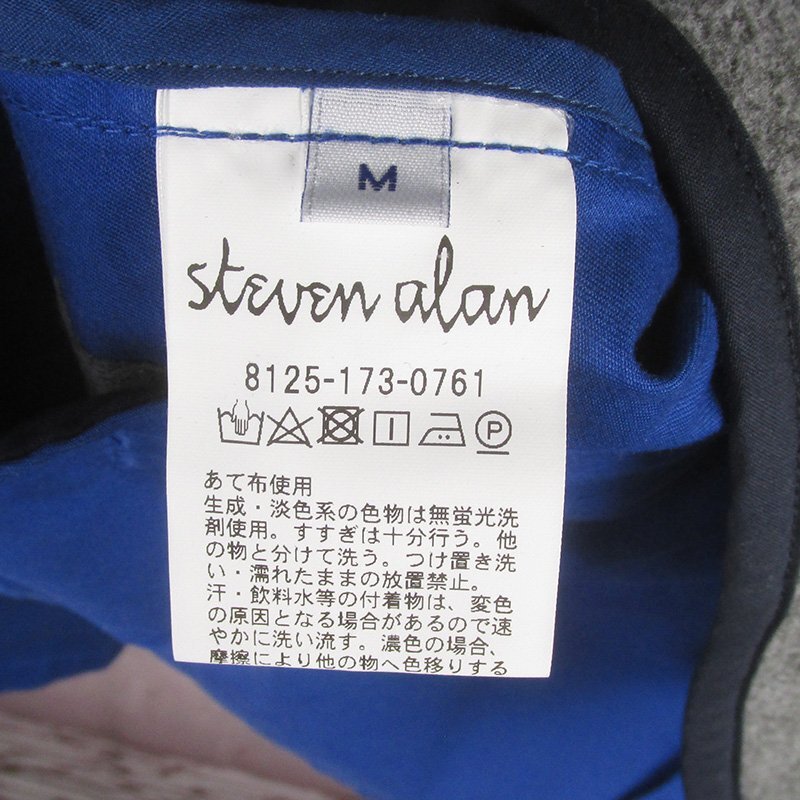 M
steven alan
8125-173-0761
P
あて布使用
生成・淡色系の色物は無蛍光洗
剤使用。すすぎは十分行う。他
の物と分けて洗う。つけ置き洗
い・濡れたままの放置禁止。
汗・飲料水等の付着物は、変色
の原因となる場合があるので速
やかに洗い流す。濃色の場合、
摩擦により他の物へ色移りする